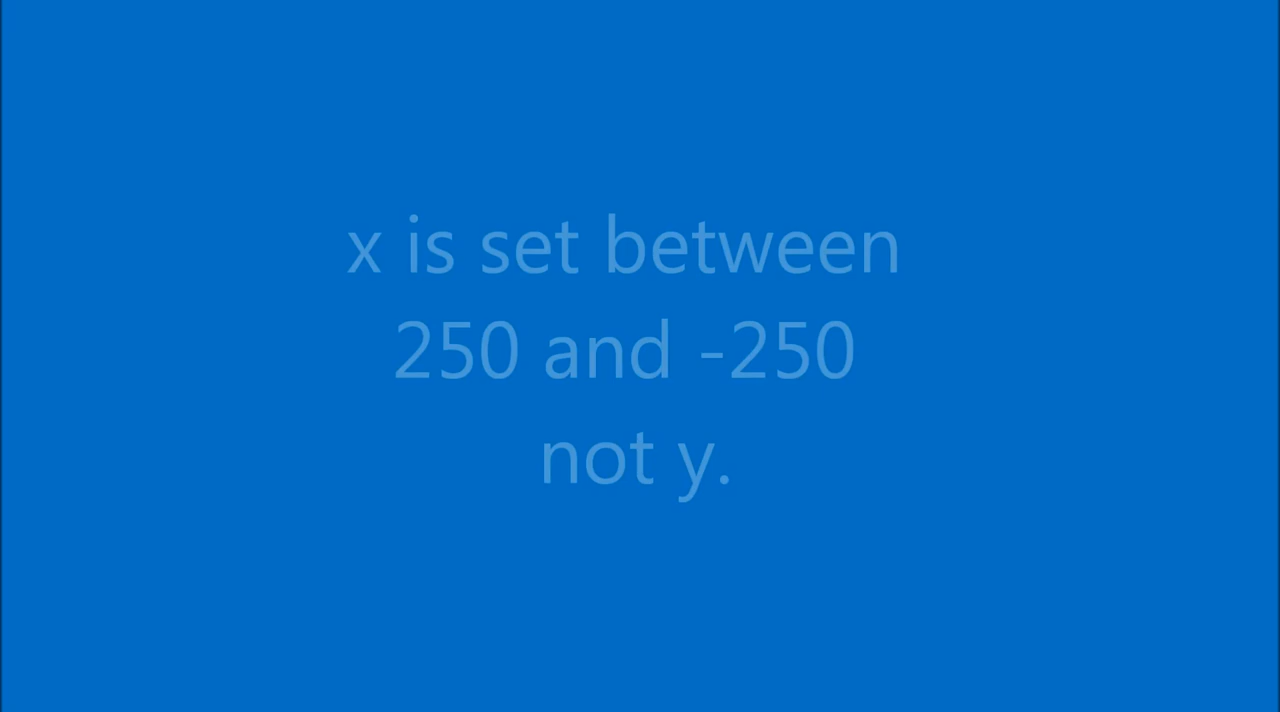 x is set between
250 and -250
not y.